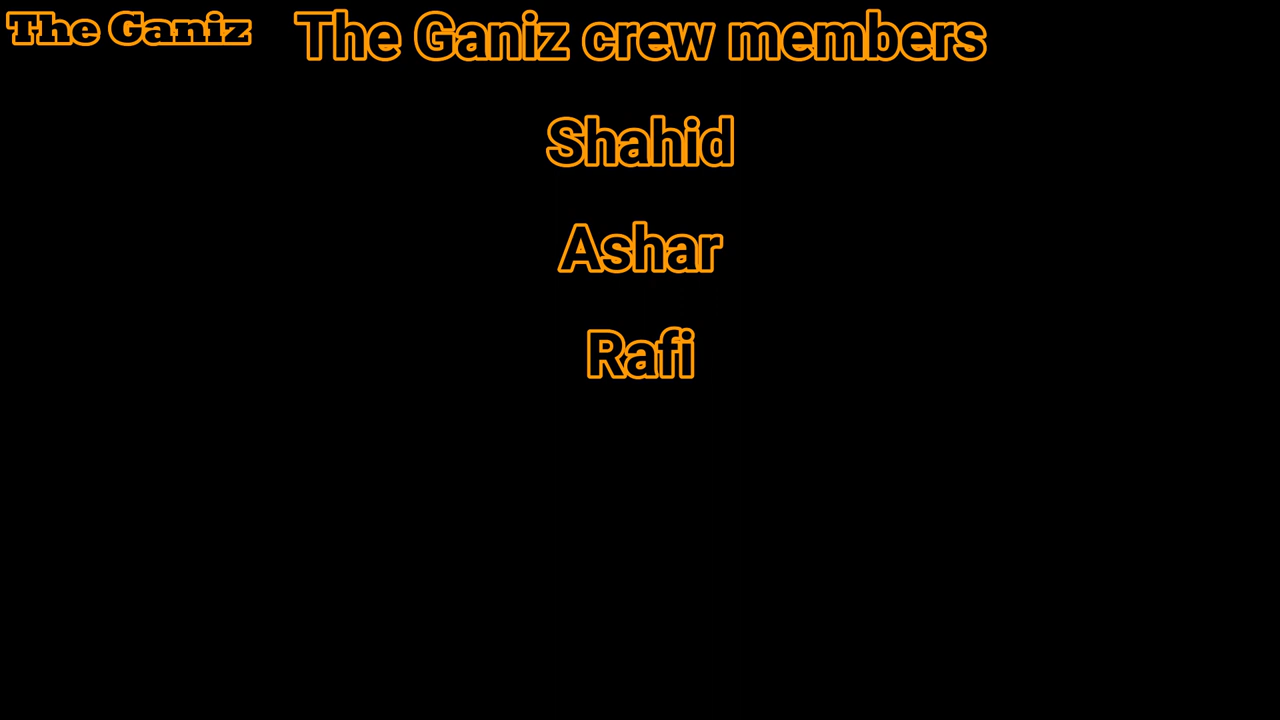 The Ganiz
The Ganiz crew members
Shahid
Ashar
Rafi